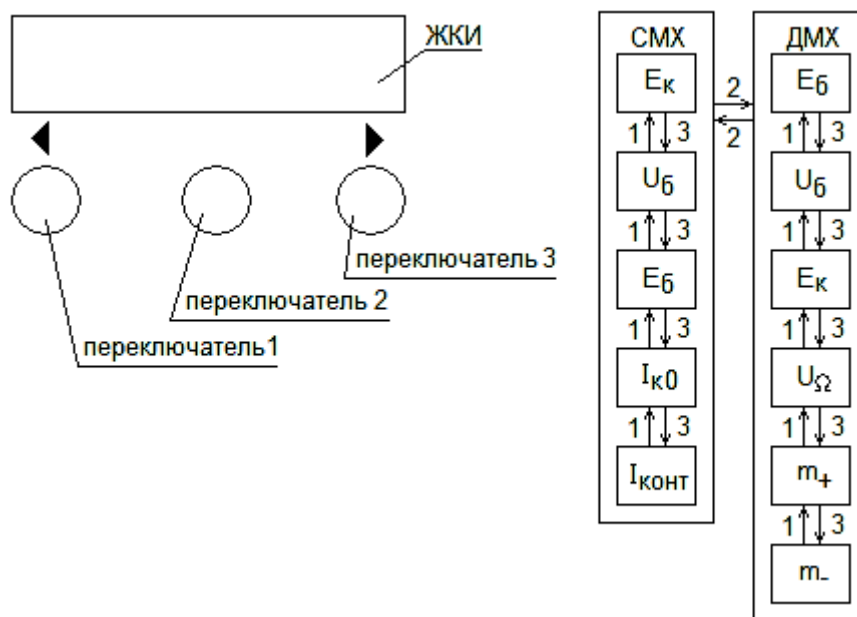 ЖКИ
переключатель 3
переключатель 2
переключатель1
СМХ
Eк
1 3
Uб
1 3
Eб
1 3
Iк0
1 3
Iконт
2
2
ДМХ
Eб
1 3
Uб
1 3
Eк
1 3
UΩ
1 3
m+
1 3
m-